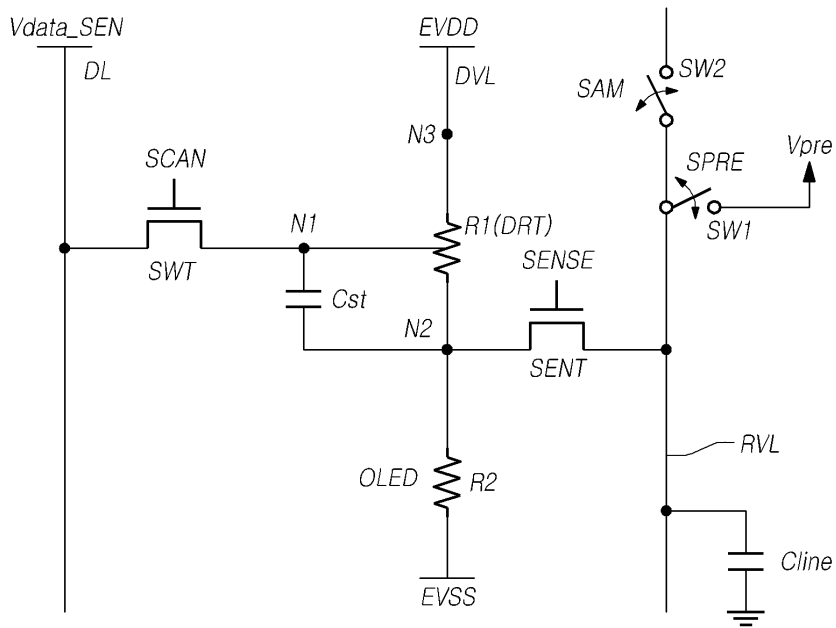 Vdata_SEN
EVDD
DL
DVL
SW2
SAM
N3
Vpre
SCAN
SPRE
N1
R1(DRT)
SW1
SENSE
SWT
Cst
N2
SENT
RVL
OLED
R2
Cline
EVSS